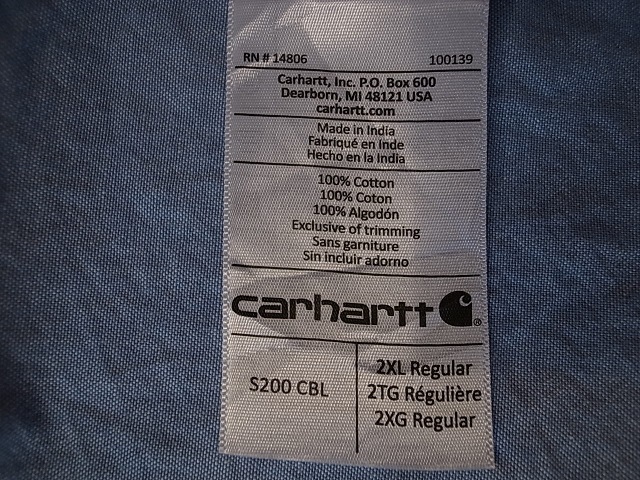 RN # 14806 100139
Carhartt, Inc. P.O. Box 600
Dearborn, MI 48121 USA
carhartt.com
Made in India
Fabriqué en Inde
Hecho en la India
100% Cotton
100% Coton
100% Algodón
Exclusive of trimming
Sans garniture
Sin incluir adorno
carhartt ®
S200 CBL
2XL Regular
2TG Régulière
2XG Regular